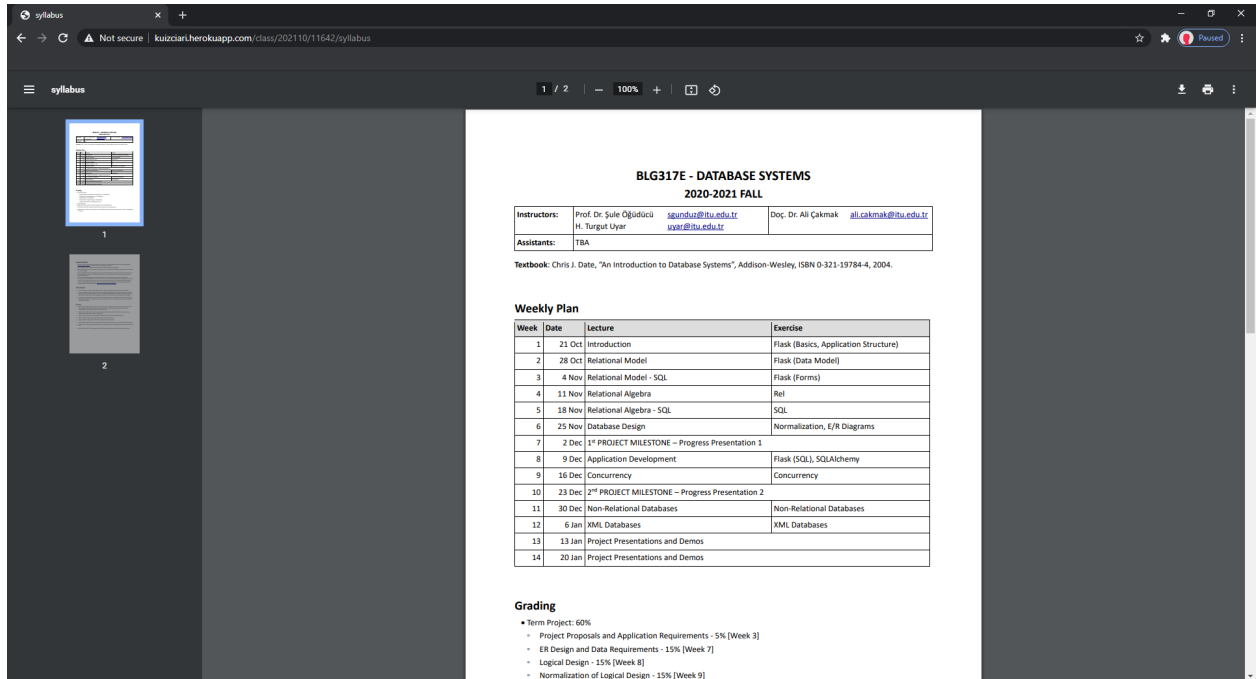 syllabus
Not secure | kuizciari.herokuapp.com/class/202110/11642/syllabus
Paused
syllabus
1 / 2
100%
1
2
BLG317E - DATABASE SYSTEMS
2020-2021 FALL
Instructors: Prof. Dr. Şule Öğüdücü sgunduz@itu.edu.tr Doç. Dr. Ali Çakmak ali.cakmak@itu.edu.tr
H. Turgut Uyar uyar@itu.edu.tr
Assistants: TBA
Textbook: Chris J. Date, “An Introduction to Database Systems”, Addison-Wesley, ISBN 0-321-19784-4, 2004.
Weekly Plan
Week Date Lecture Exercise
1 21 Oct Introduction Flask (Basics, Application Structure)
2 28 Oct Relational Model Flask (Data Model)
3 4 Nov Relational Model - SQL Flask (Forms)
4 11 Nov Relational Algebra Rel
5 18 Nov Relational Algebra - SQL SQL
6 25 Nov Database Design Normalization, E/R Diagrams
7 2 Dec 1st PROJECT MILESTONE – Progress Presentation 1
8 9 Dec Application Development Flask (SQL), SQLAlchemy
9 16 Dec Concurrency Concurrency
10 23 Dec 2nd PROJECT MILESTONE – Progress Presentation 2
11 30 Dec Non-Relational Databases Non-Relational Databases
12 6 Jan XML Databases XML Databases
13 13 Jan Project Presentations and Demos
14 20 Jan Project Presentations and Demos
Grading
• Term Project: 60%
◦ Project Proposals and Application Requirements - 5% [Week 3]
◦ ER Design and Data Requirements - 15% [Week 7]
◦ Logical Design - 15% [Week 8]
◦ Normalization of Logical Design - 15% [Week 9]